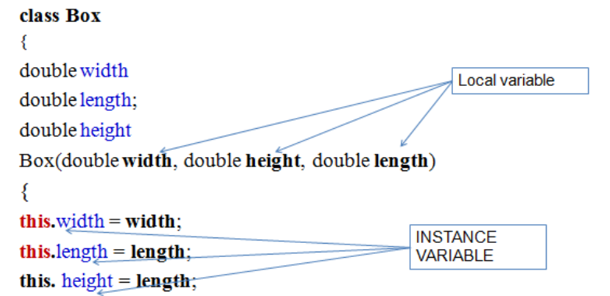 class Box
{
double width
double length;
double height
Local variable
Box(double width, double height, double length)
{
this.width = width;
this.length = length;
this. height = length;
INSTANCE
VARIABLE